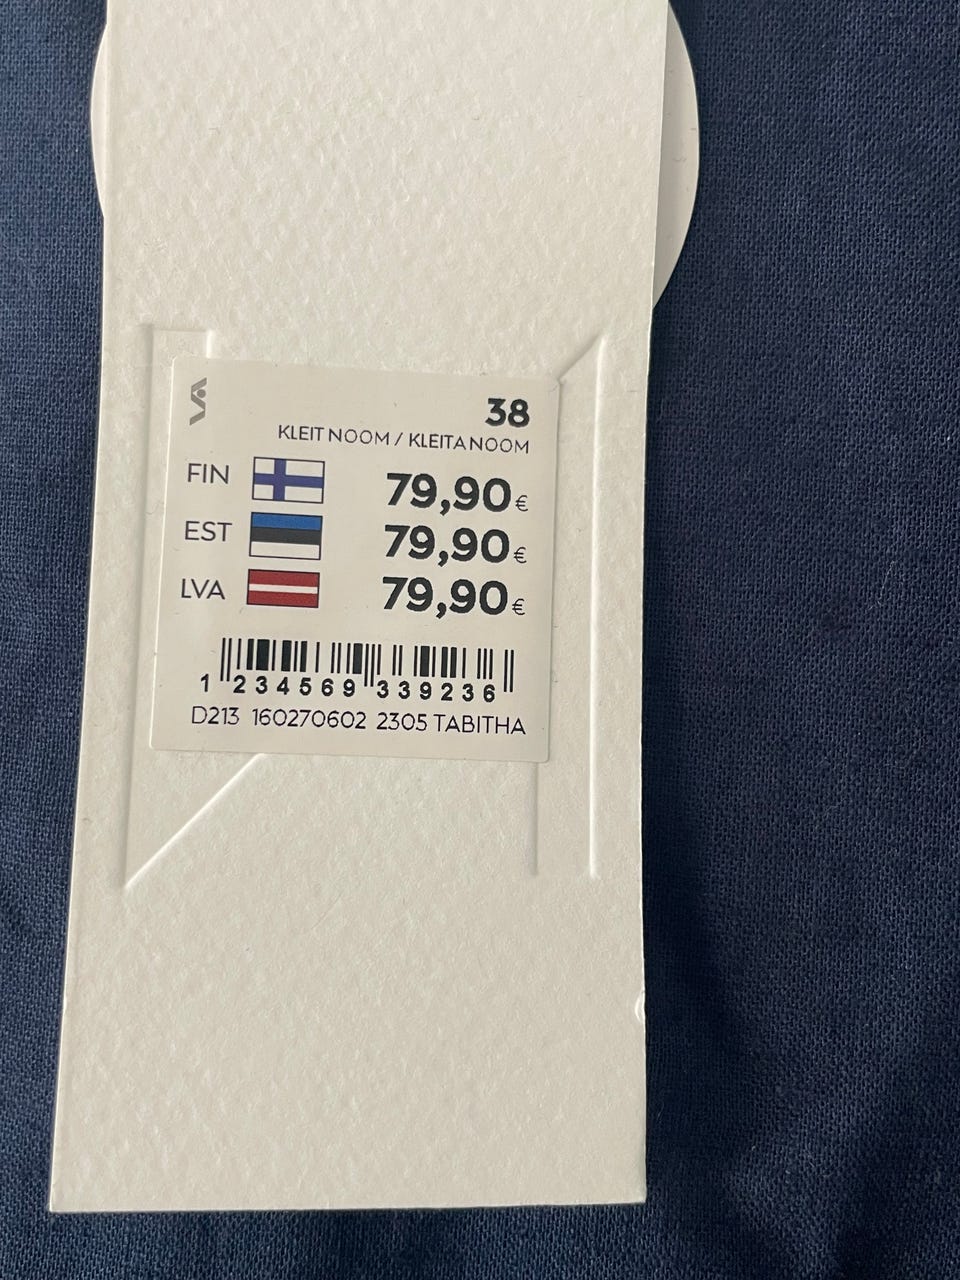 38
KLEIT NOOM / KLEITA NOOM
FIN 79,90€
EST 79,90€
LVA 79,90€
1 234569 339236
D213 160270602 2305 TABITHA